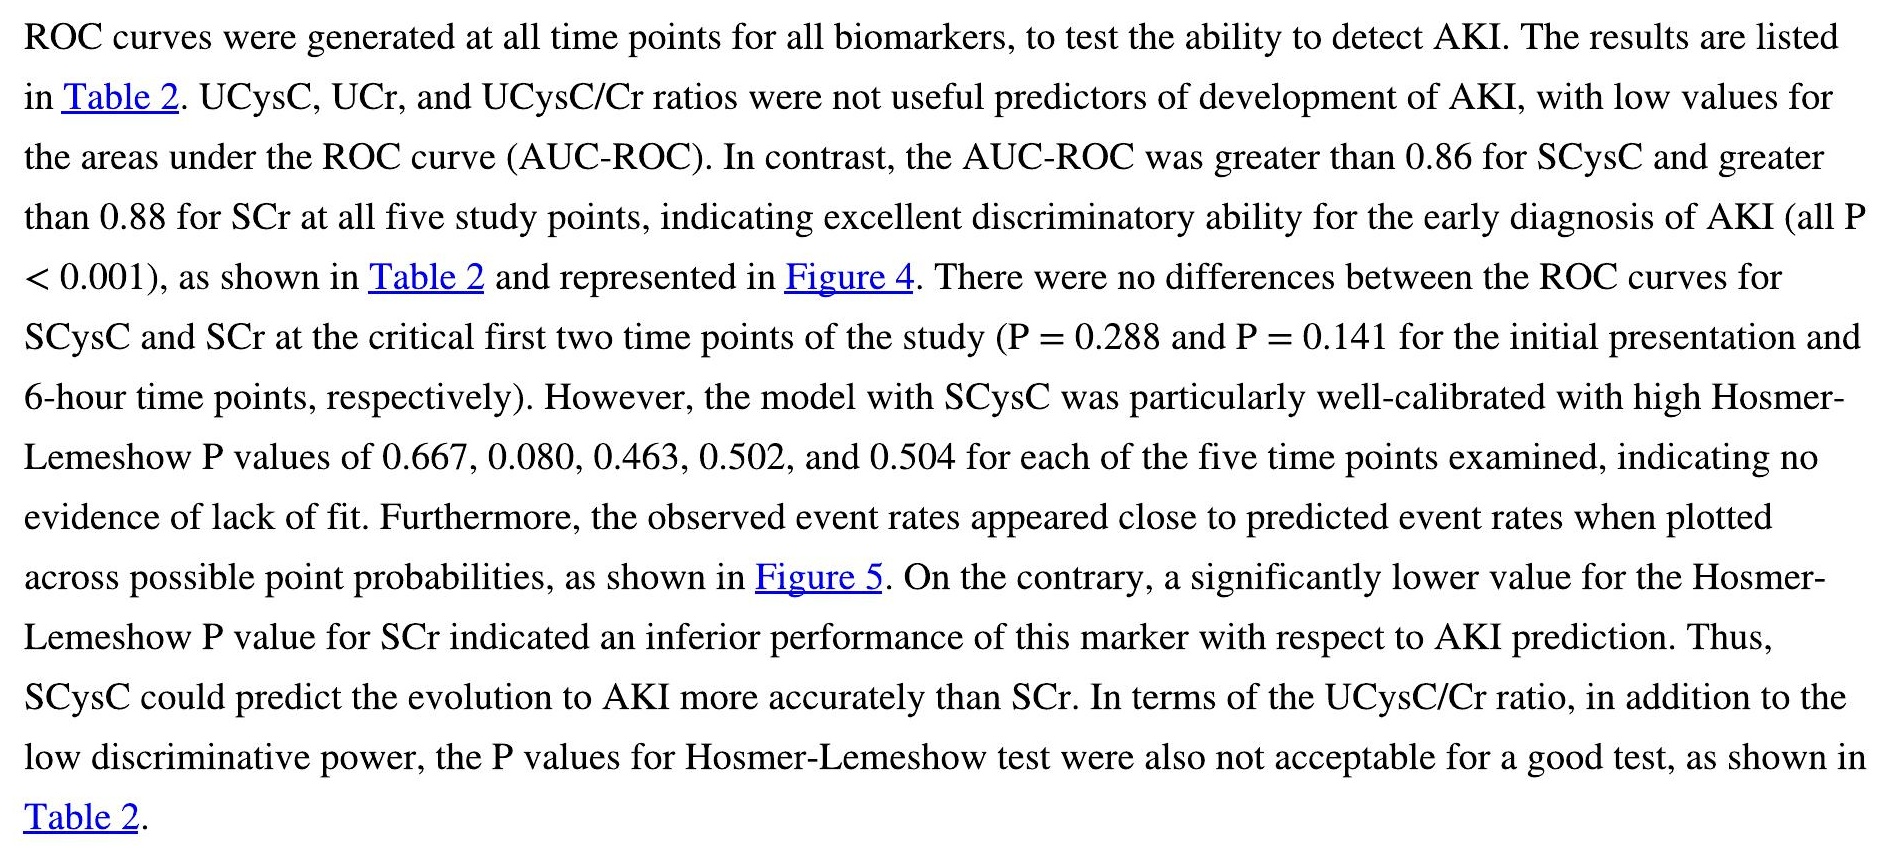 ROC curves were generated at all time points for all biomarkers, to test the ability to detect AKI. The results are listed
in Table 2. UCysC, UCr, and UCysC/Cr ratios were not useful predictors of development of AKI, with low values for
the areas under the ROC curve (AUC-ROC). In contrast, the AUC-ROC was greater than 0.86 for SCysC and greater
than 0.88 for SCr at all five study points, indicating excellent discriminatory ability for the early diagnosis of AKI (all P
< 0.001), as shown in Table 2 and represented in Figure 4. There were no differences between the ROC curves for
SCysC and SCr at the critical first two time points of the study (P = 0.288 and P = 0.141 for the initial presentation and
6-hour time points, respectively). However, the model with SCysC was particularly well-calibrated with high Hosmer-
Lemeshow P values of 0.667, 0.080, 0.463, 0.502, and 0.504 for each of the five time points examined, indicating no
evidence of lack of fit. Furthermore, the observed event rates appeared close to predicted event rates when plotted
across possible point probabilities, as shown in Figure 5. On the contrary, a significantly lower value for the Hosmer-
Lemeshow P value for SCr indicated an inferior performance of this marker with respect to AKI prediction. Thus,
SCysC could predict the evolution to AKI more accurately than SCr. In terms of the UCysC/Cr ratio, in addition to the
low discriminative power, the P values for Hosmer-Lemeshow test were also not acceptable for a good test, as shown in
Table 2.